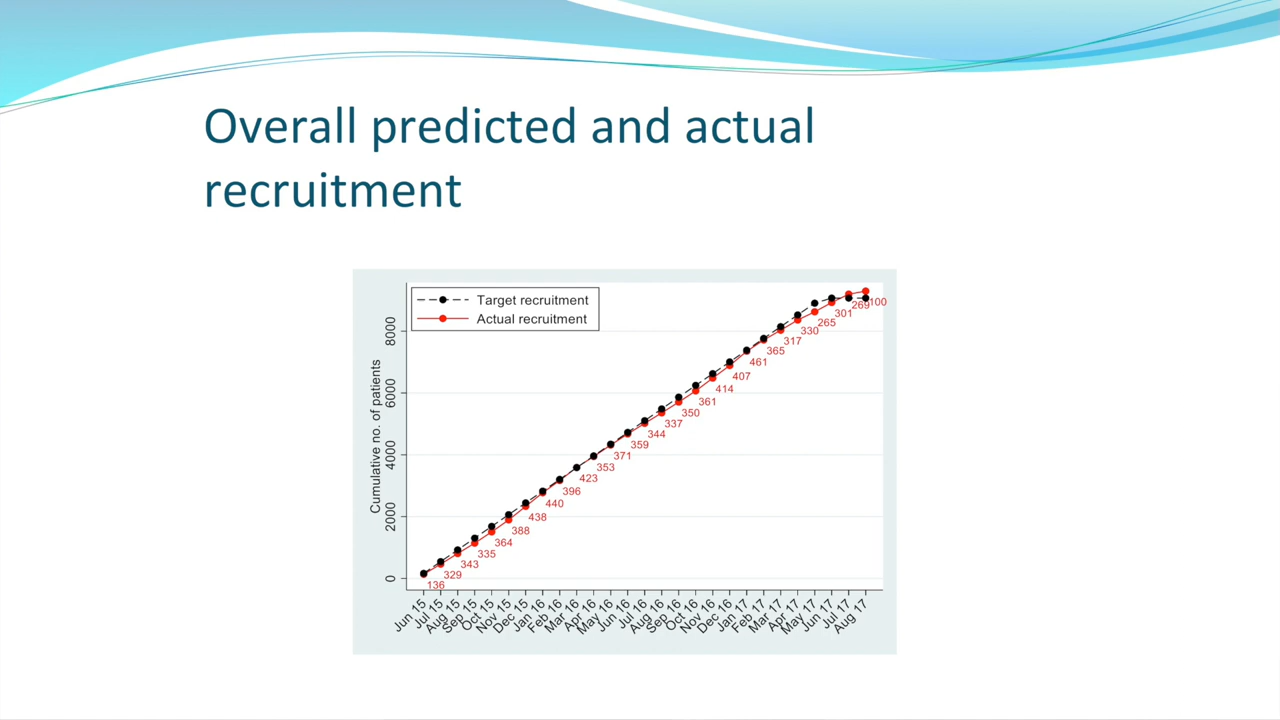 Overall predicted and actual
recruitment
Target recruitment
Actual recruitment
Cumulative no. of patients
8000
6000
4000
2000
0
136
329
343
335
364
388
438
440
396
423
353
371
359
344
337
350
361
414
407
461
365
317
330
265
301
269
100
Jun 15
Jul 15
Aug 15
Sep 15
Oct 15
Nov 15
Dec 15
Jan 16
Feb 16
Mar 16
Apr 16
May 16
Jun 16
Jul 16
Aug 16
Sep 16
Oct 16
Nov 16
Dec 16
Jan 17
Feb 17
Mar 17
Apr 17
May 17
Jun 17
Jul 17
Aug 17